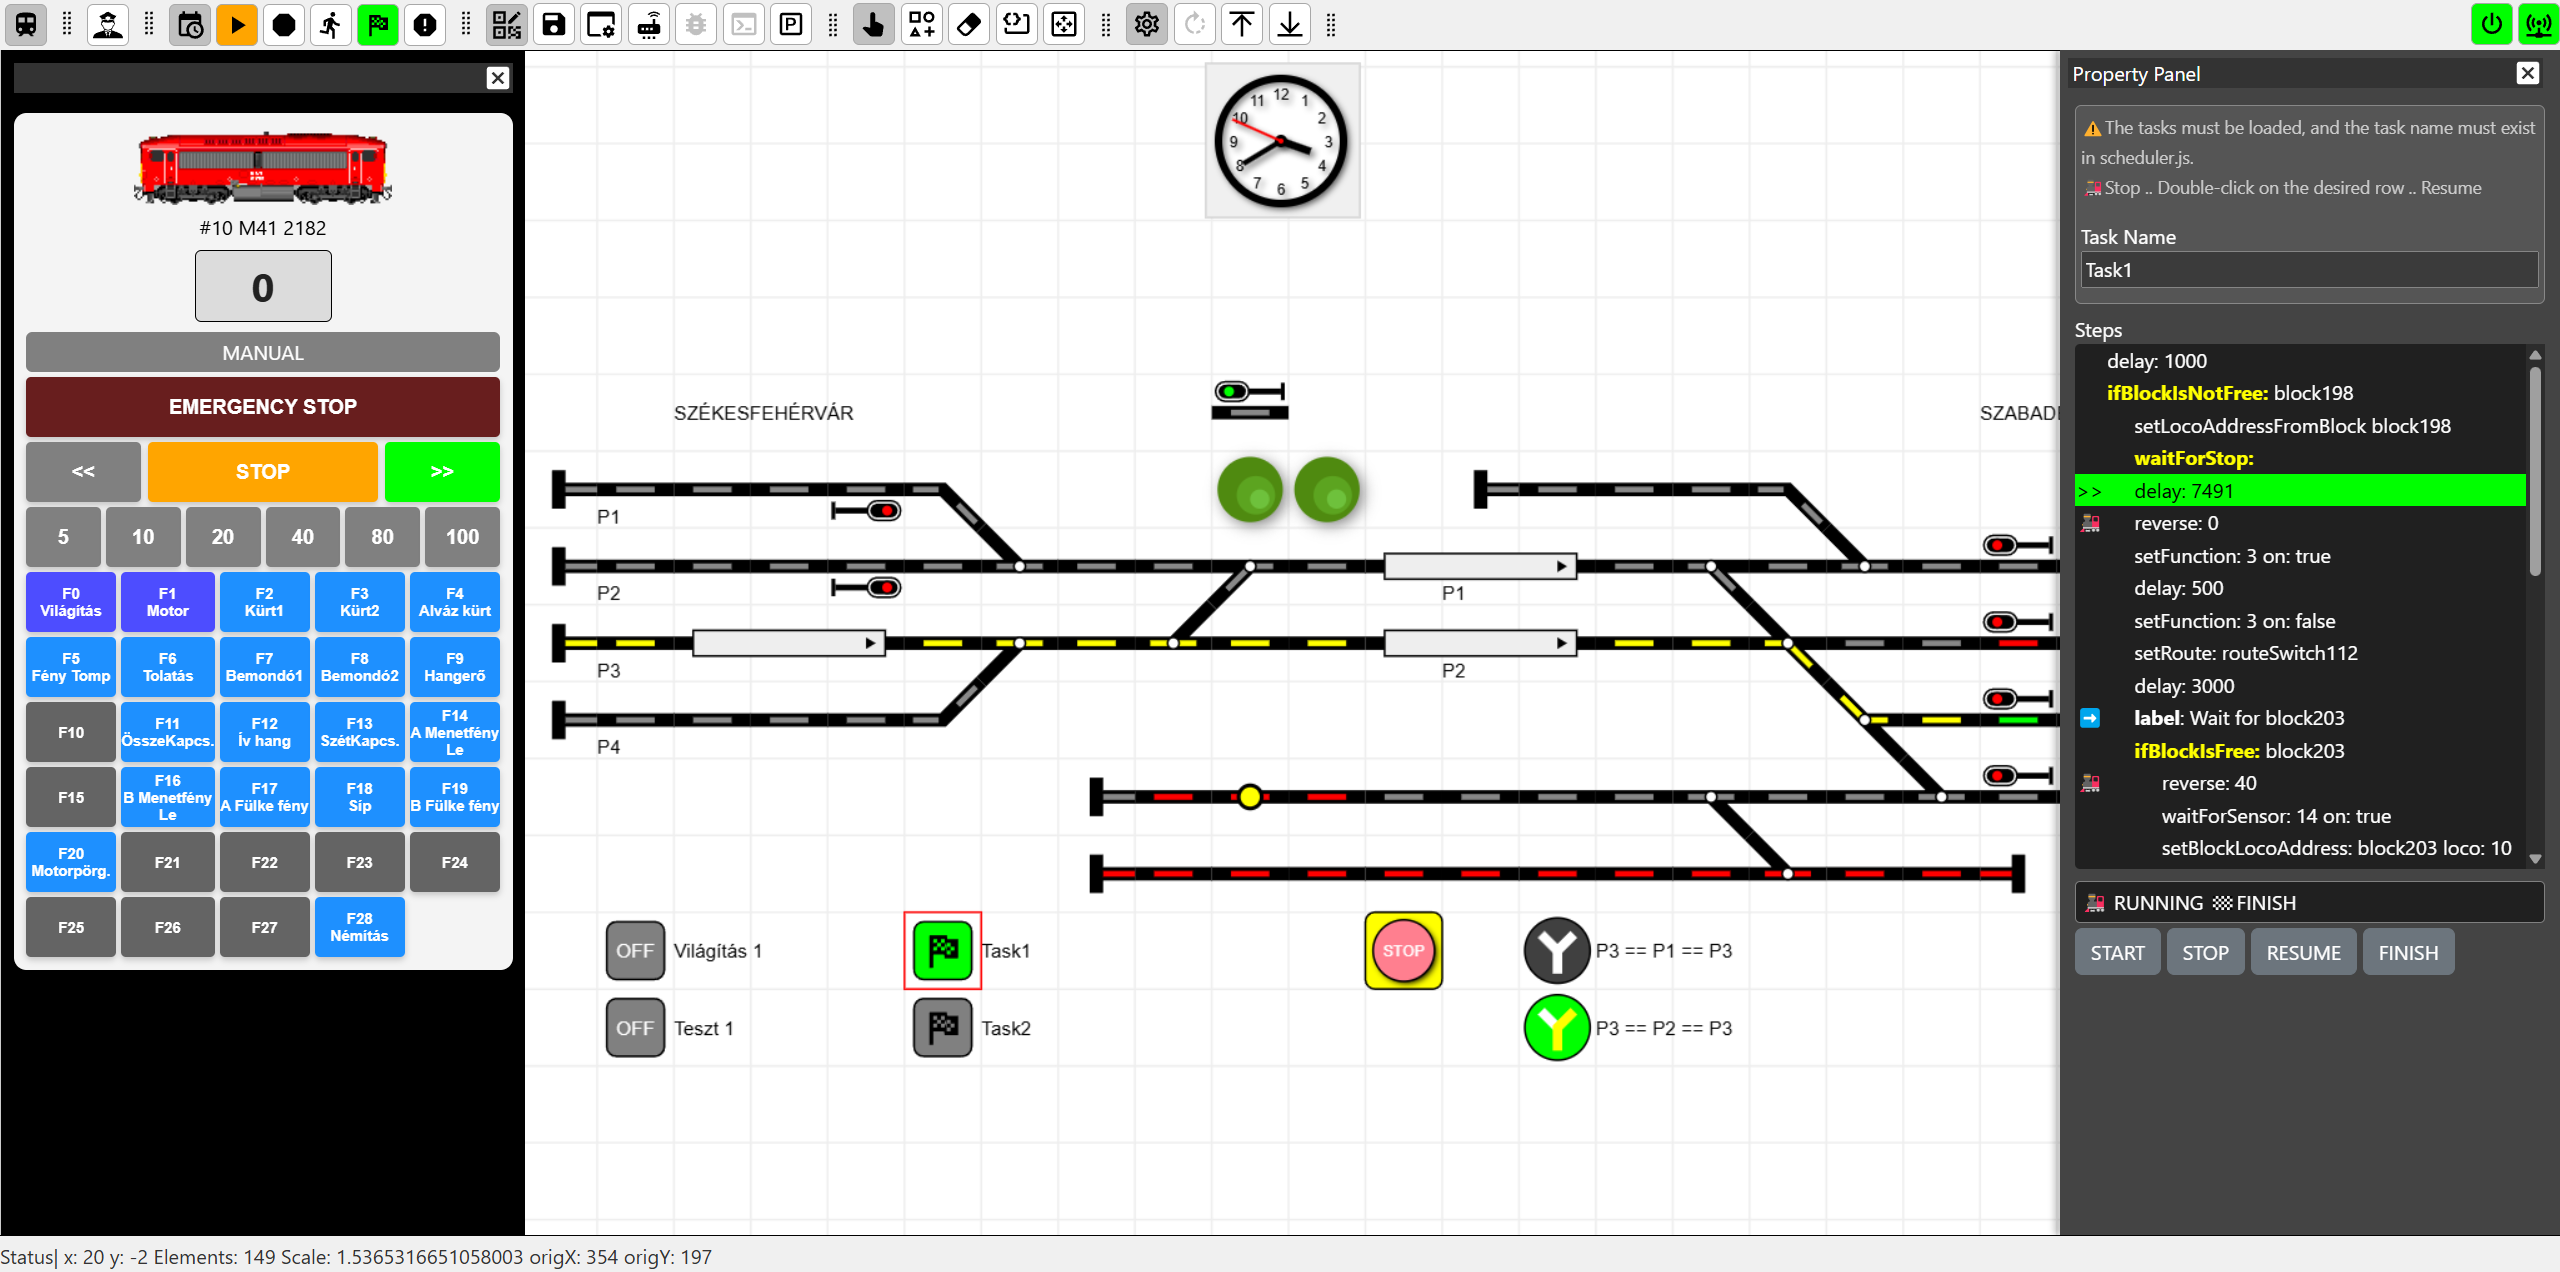 #10 M41 2182
0
MANUAL
EMERGENCY STOP
<< STOP >>
5 10 20 40 80 100
F0 Világítás
F1 Motor
F2 Kürt1
F3 Kürt2
F4 Alváz kürt
F5 Fény Tomp
F6 Tolatás
F7 Bemondó1
F8 Bemondó2
F9 Hangerő
F10
F11 ÖsszeKapcs.
F12 Ív hang
F13 SzétKapcs.
F14 A Menetfény Le
F15
F16 B Menetfény Le
F17 A Fülke fény
F18 Síp
F19 B Fülke fény
F20 Motorpörg.
F21
F22
F23
F24
F25
F26
F27
F28 Némítás
12
1
2
3
4
5
6
7
8
9
10
11
SZÉKESFEHÉRVÁR
P1
P2
P1
P3
P2
P4
OFF Világítás 1
Task1
STOP
P3 == P1 == P3
OFF Teszt 1
Task2
P3 == P2 == P3
Property Panel
The tasks must be loaded, and the task name must exist
in scheduler.js.
Stop .. Double-click on the desired row .. Resume
Task Name
Task1
Steps
delay: 1000
ifBlockIsNotFree: block198
setLocoAddressFromBlock block198
waitForStop:
>> delay: 7491
reverse: 0
setFunction: 3 on: true
delay: 500
setFunction: 3 on: false
setRoute: routeSwitch112
delay: 3000
label: Wait for block203
ifBlockIsFree: block203
reverse: 40
waitForSensor: 14 on: true
setBlockLocoAddress: block203 loco: 10
RUNNING FINISH
START STOP RESUME FINISH
Status| x: 20 y: -2 Elements: 149 Scale: 1.5365316651058003 origX: 354 origY: 197